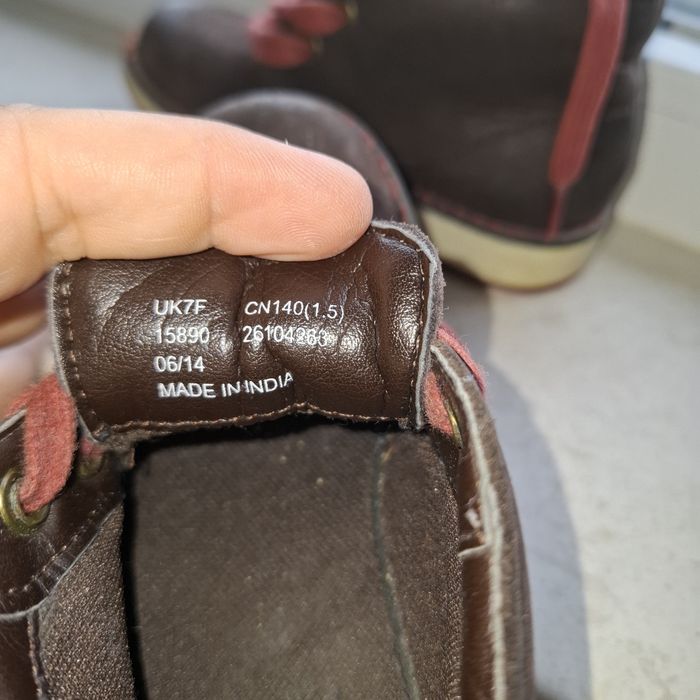 UK7F CN140(1.5)
15890 26104263
06/14
MADE IN INDIA